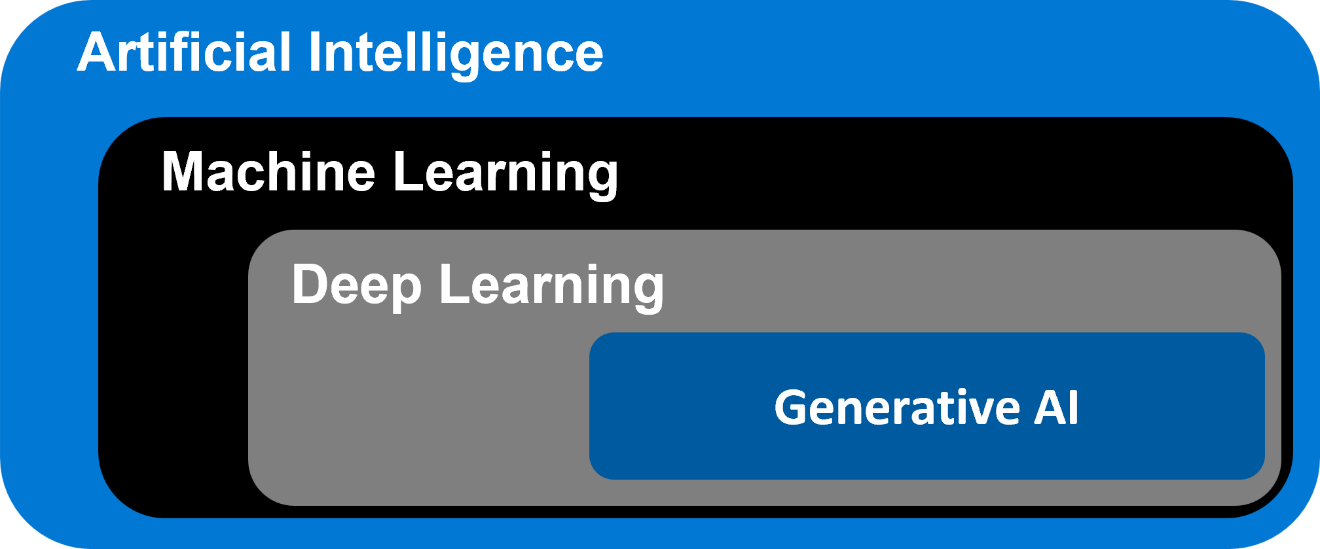 Artificial Intelligence
Machine Learning
Deep Learning
Generative AI